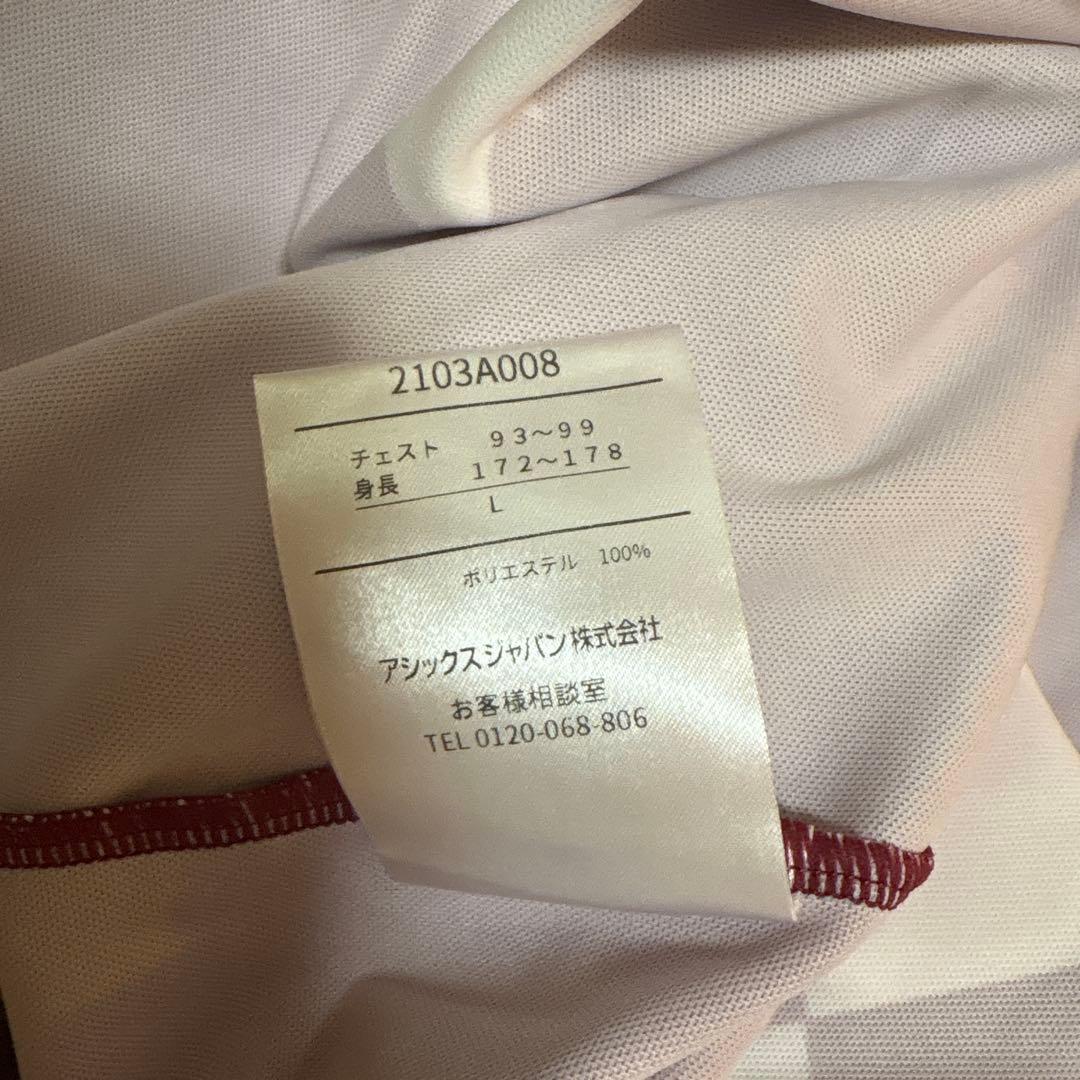 2103A008
チェスト 93〜99
身長 172〜178
L
ポリエステル 100%
アシックスジャパン株式会社
お客様相談室
TEL 0120-068-806